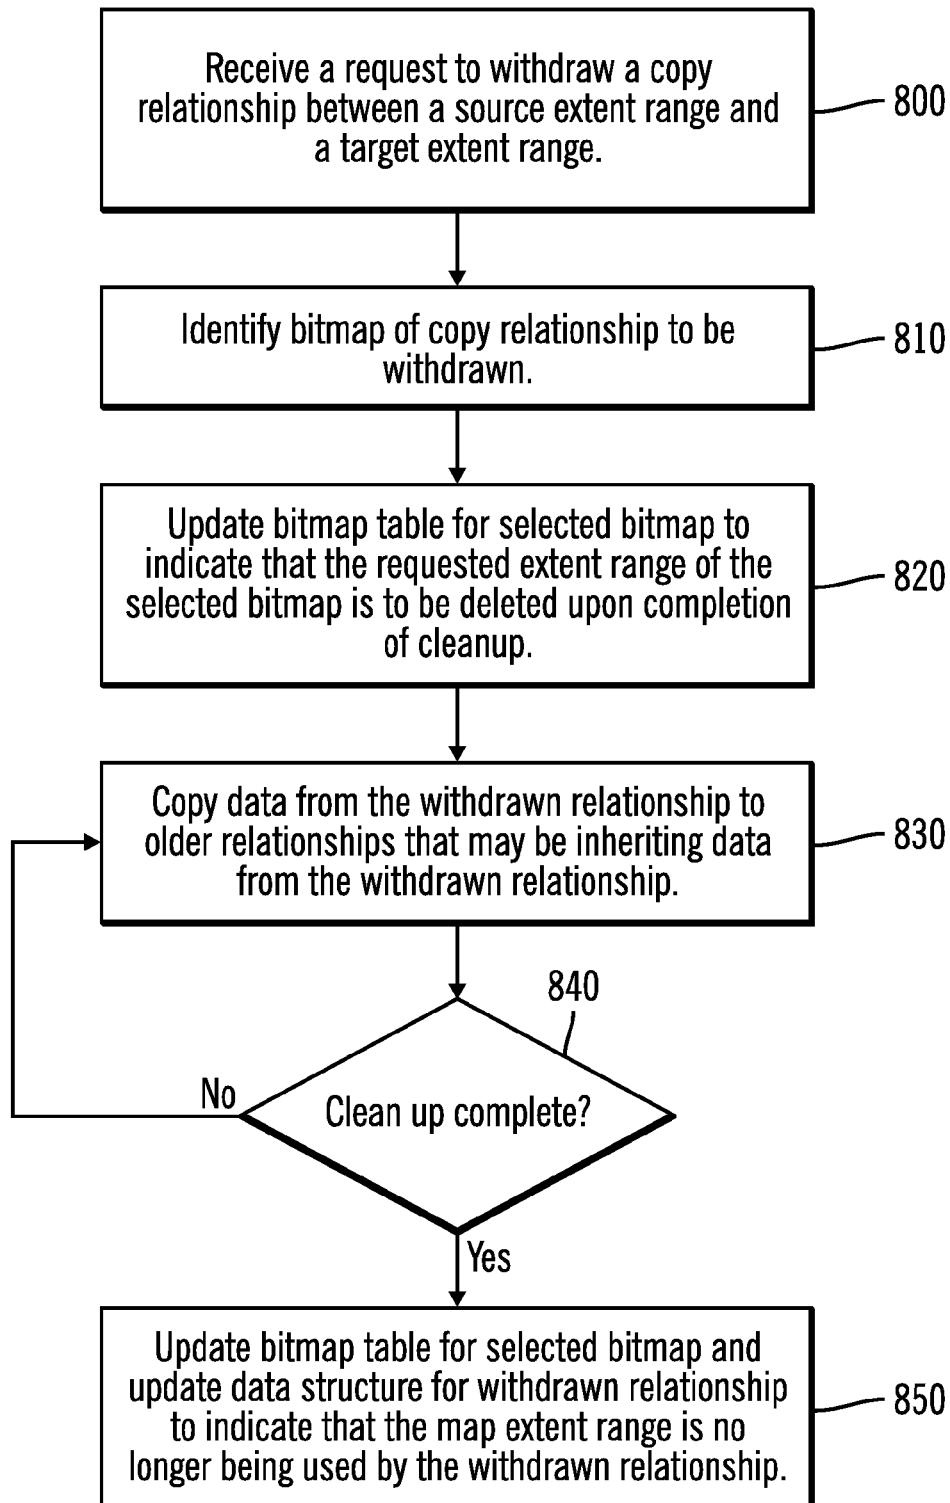 Receive a request to withdraw a copy
relationship between a source extent range and
a target extent range.
800
Identify bitmap of copy relationship to be
withdrawn.
810
Update bitmap table for selected bitmap to
indicate that the requested extent range of the
selected bitmap is to be deleted upon completion
of cleanup.
820
Copy data from the withdrawn relationship to
older relationships that may be inheriting data
from the withdrawn relationship.
830
840
Clean up complete?
No
Yes
Update bitmap table for selected bitmap and
update data structure for withdrawn relationship
to indicate that the map extent range is no
longer being used by the withdrawn relationship.
850